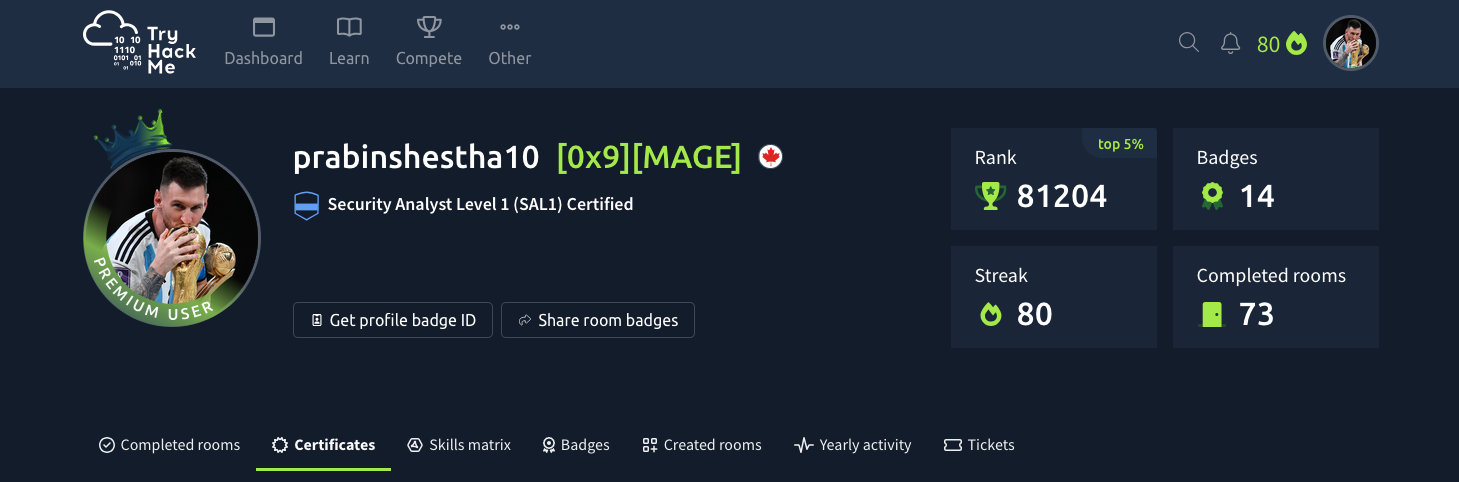 Try
Hack
Me
10 10
1110
0101 01
01 010
01
Dashboard
Learn
Compete
Other
80
PREMIUM USER
prabinshestha10 [0x9][MAGE]
Security Analyst Level 1 (SAL1) Certified
Get profile badge ID
Share room badges
top 5%
Rank
81204
Badges
14
Streak
80
Completed rooms
73
Completed rooms
Certificates
Skills matrix
Badges
Created rooms
Yearly activity
Tickets